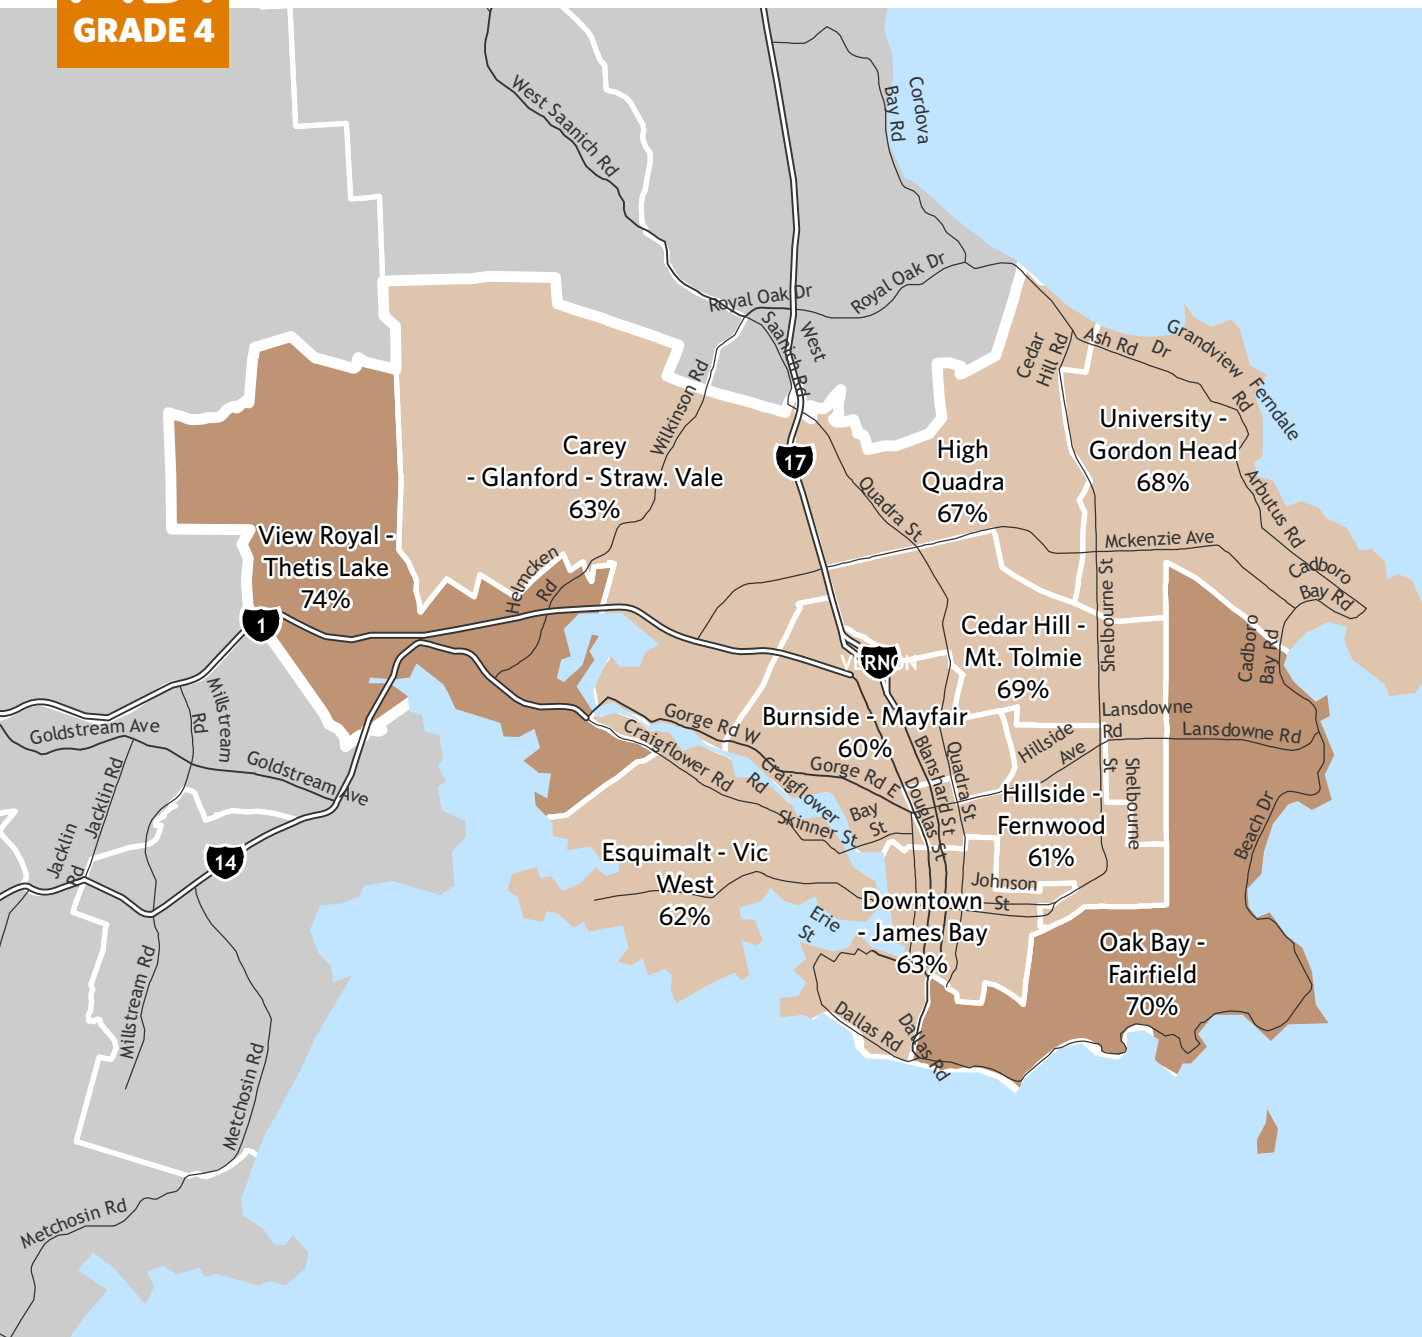 GRADE 4
West Saanich Rd
Cordova
Bay Rd
Royal Oak Dr
Royal Oak Dr
West
Saanich Rd
Wilkinson Rd
Cedar
Hill Rd
Ash Rd
Grandview
Dr
Ferndale
Rd
University -
Gordon Head
68%
Carey
- Glanford - Straw. Vale
63%
17
High
Quadra
67%
Quadra St
Arbutus Rd
Mckenzie Ave
Cadboro
Bay Rd
View Royal -
Thetis Lake
74%
Helmcken
Rd
1
Shelbourne St
Cedar Hill -
Mt. Tolmie
69%
Cadboro
Bay Rd
VERNON
Millstream
Rd
Goldstream Ave
Goldstream Ave
Gorge Rd W
Burnside - Mayfair
60%
Lansdowne
Rd
Lansdowne Rd
Hillside
Ave
Craigflower Rd
Craigflower
Rd
Gorge Rd E
Blanshard St
Quadra St
Douglas St
Shelbourne
St
Jacklin Rd
Jacklin
Rd
Hillside -
Fernwood
61%
Bay
St
Skinner St
Beach Dr
14
Esquimalt - Vic
West
62%
Johnson
St
Downtown
- James Bay
63%
Erie
St
Oak Bay -
Fairfield
70%
Millstream Rd
Dallas Rd
Dallas Rd
Metchosin Rd
Metchosin Rd